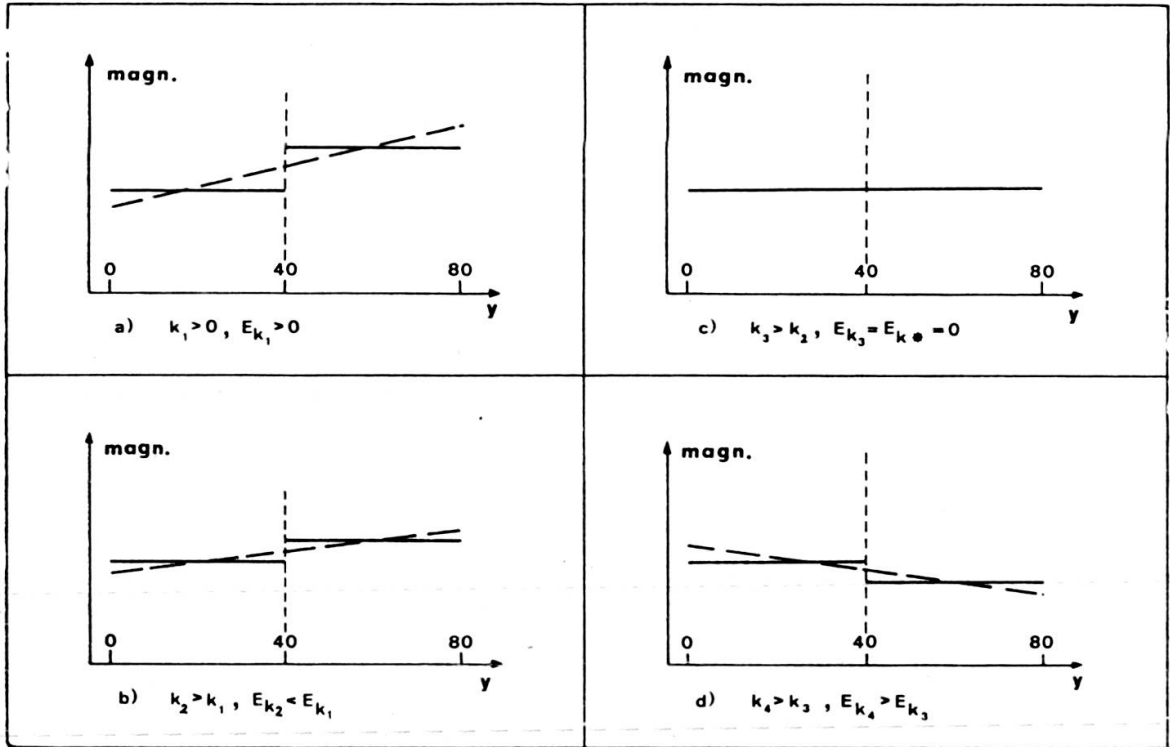 magn.
0 40 80
y
a) k₁ > 0 , E_k₁ > 0
magn.
0 40 80
y
c) k₃ > k₂ , E_k₃ = E_k* = 0
magn.
0 40 80
y
b) k₂ > k₁ , E_k₂ < E_k₁
magn.
0 40 80
y
d) k₄ > k₃ , E_k₄ > E_k₃